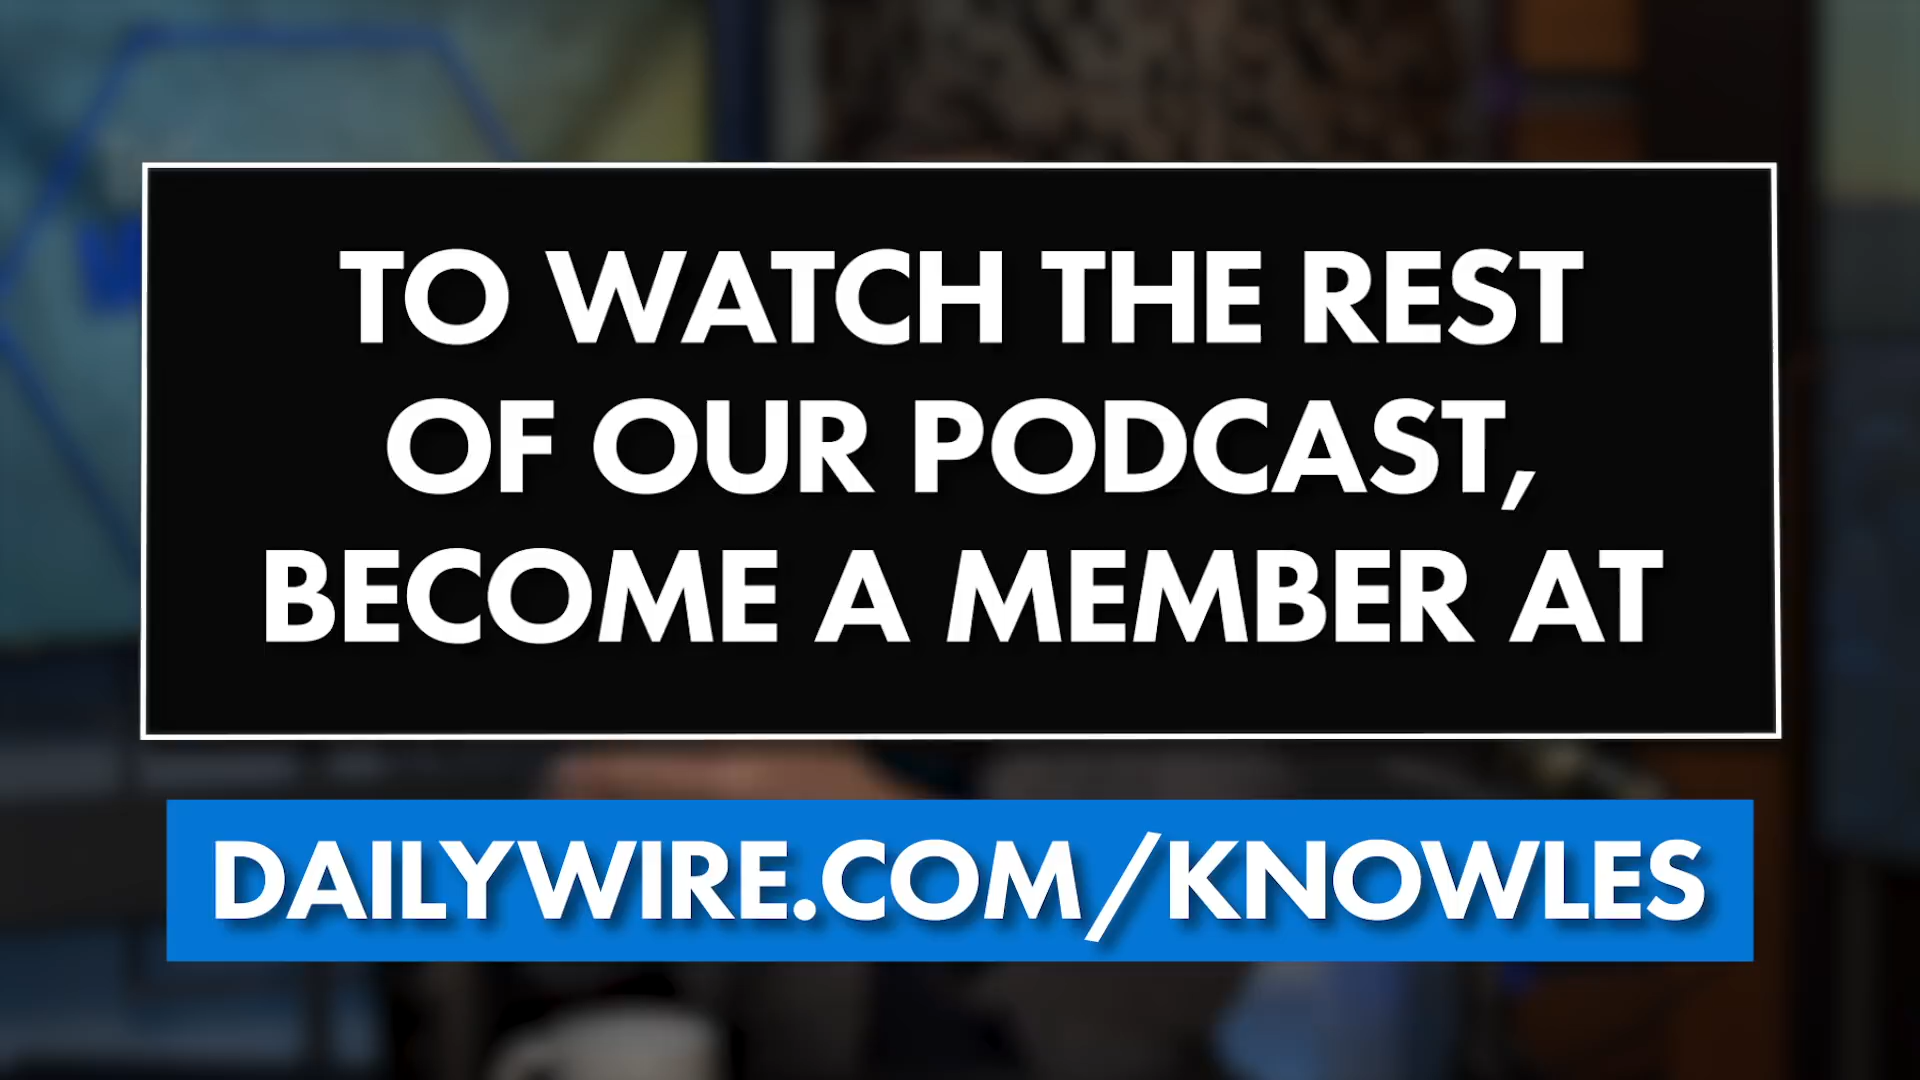 TO WATCH THE REST
OF OUR PODCAST,
BECOME A MEMBER AT
DAILYWIRE.COM/KNOWLES